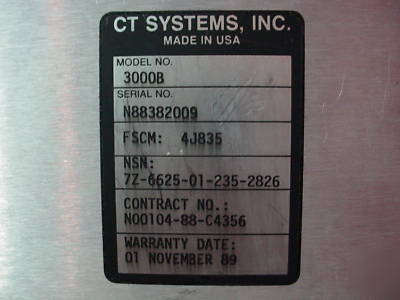 CT SYSTEMS, INC.
MADE IN USA
MODEL NO.
3000B
SERIAL NO.
N88382009
FSCM: 4J835
NSN:
7Z-6625-01-235-2826
CONTRACT NO.:
N00104-88-C4356
WARRANTY DATE:
01 NOVEMBER 89